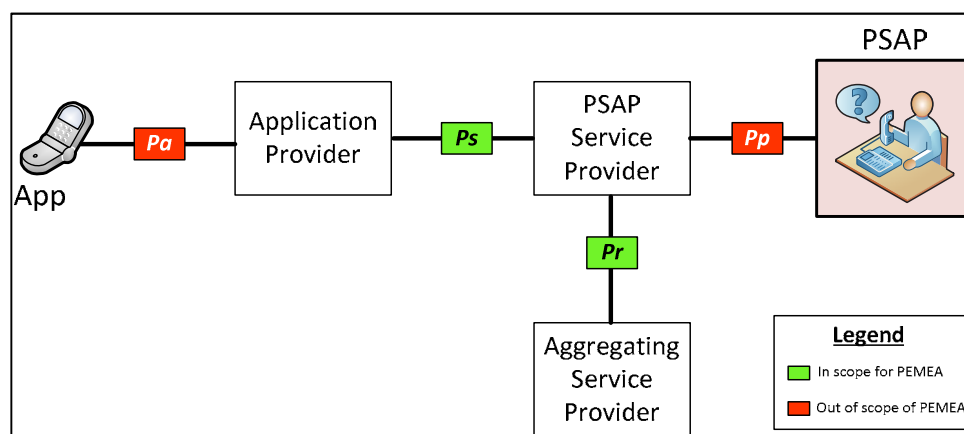 PSAP
App
Pa
Application
Provider
Ps
PSAP
Service
Provider
Pp
?
Pr
Aggregating
Service
Provider
Legend
In scope for PEMEA
Out of scope of PEMEA